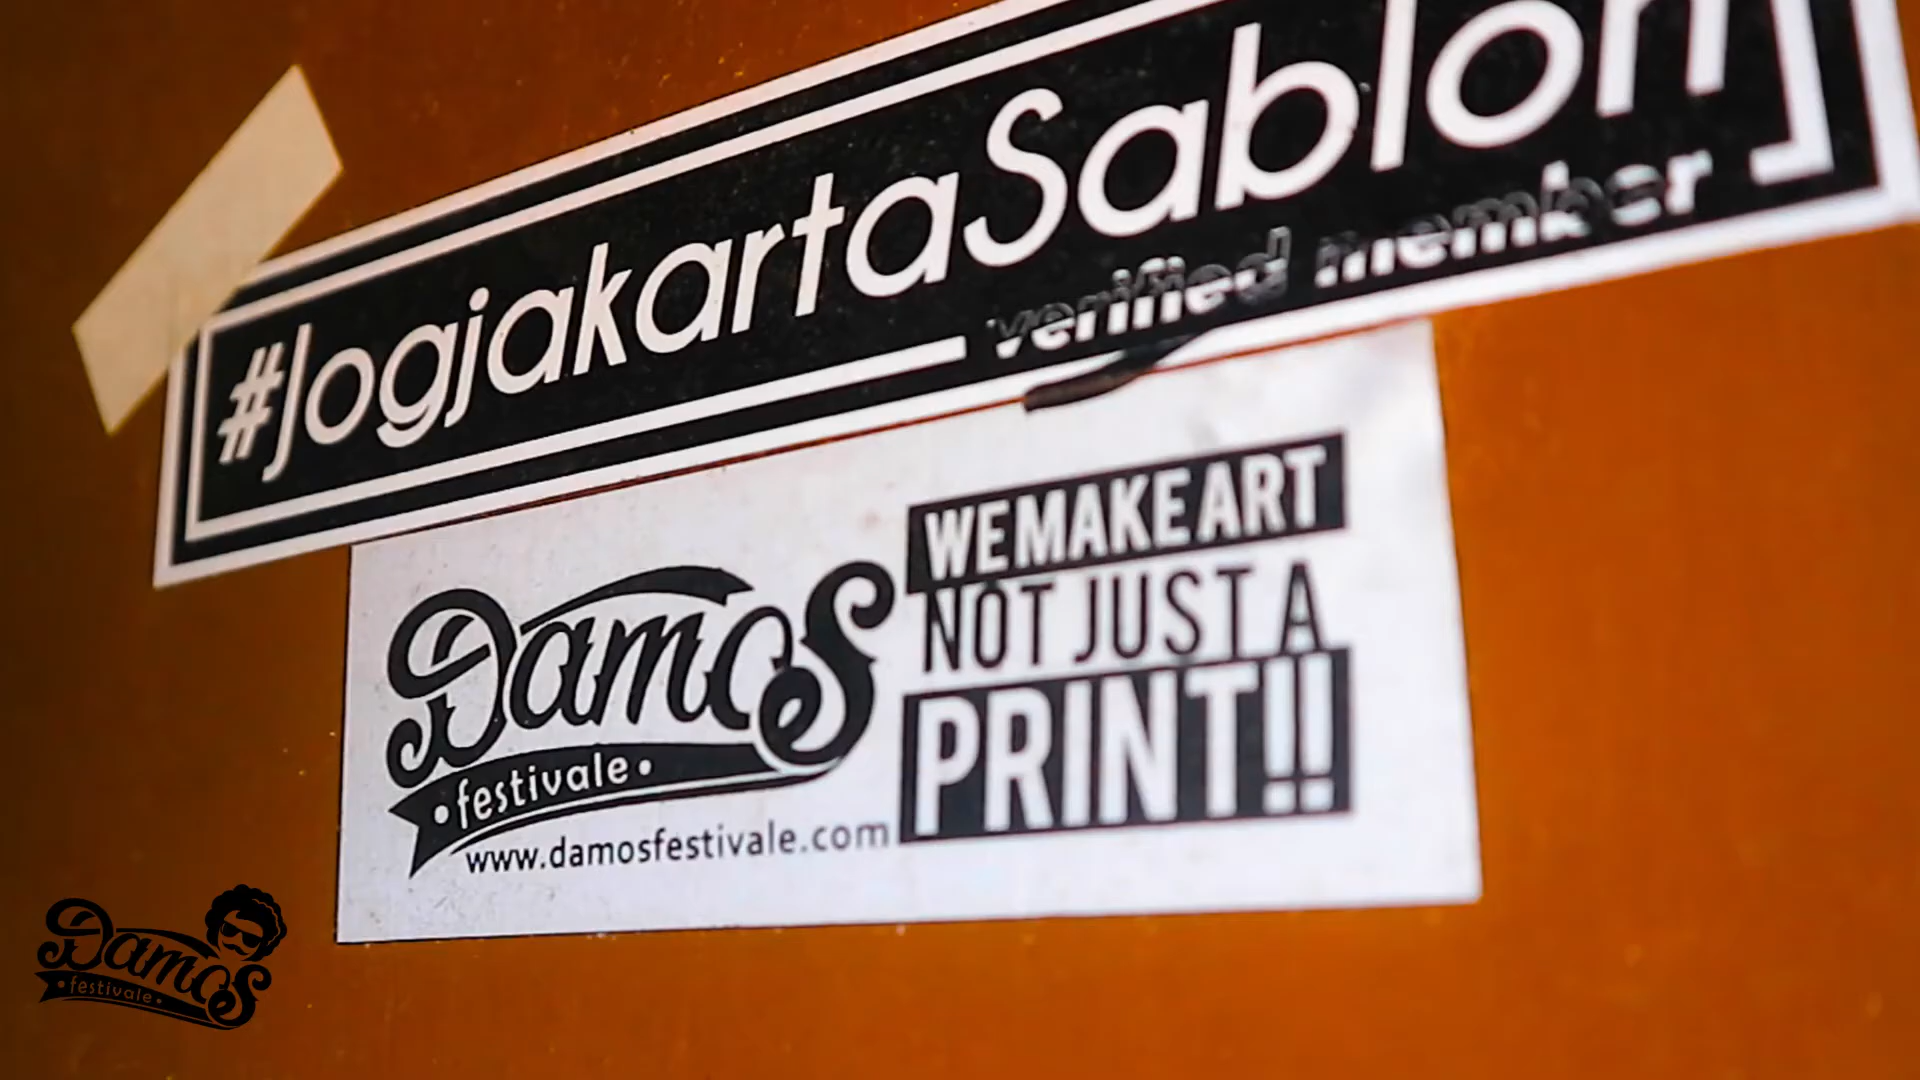 #JogjakartaSablon
verified member
Damos
• festivale •
www.damosfestivale.com
WE MAKE ART
NOT JUST A
PRINT!!
Damos
• festivale •